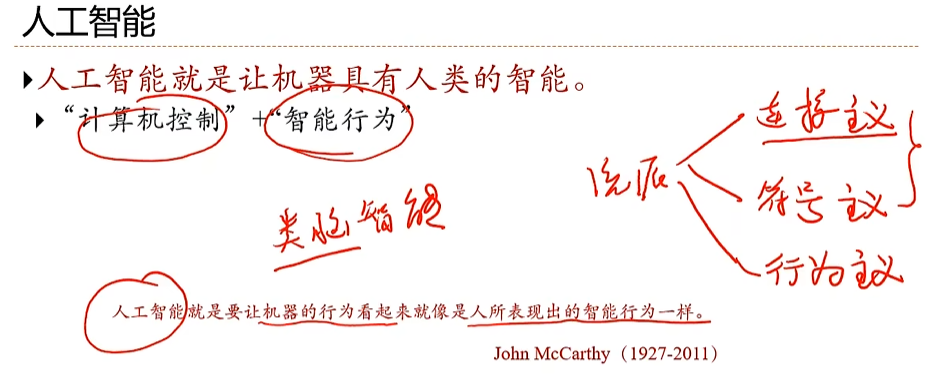 人工智能
人工智能就是让机器具有人类的智能。
“计算机控制” +“智能行为”
连接主义
流派
符号主义
类脑智能
行为主义
人工智能就是要让机器的行为看起来就像是人所表现出的智能行为一样。
John McCarthy（1927-2011）